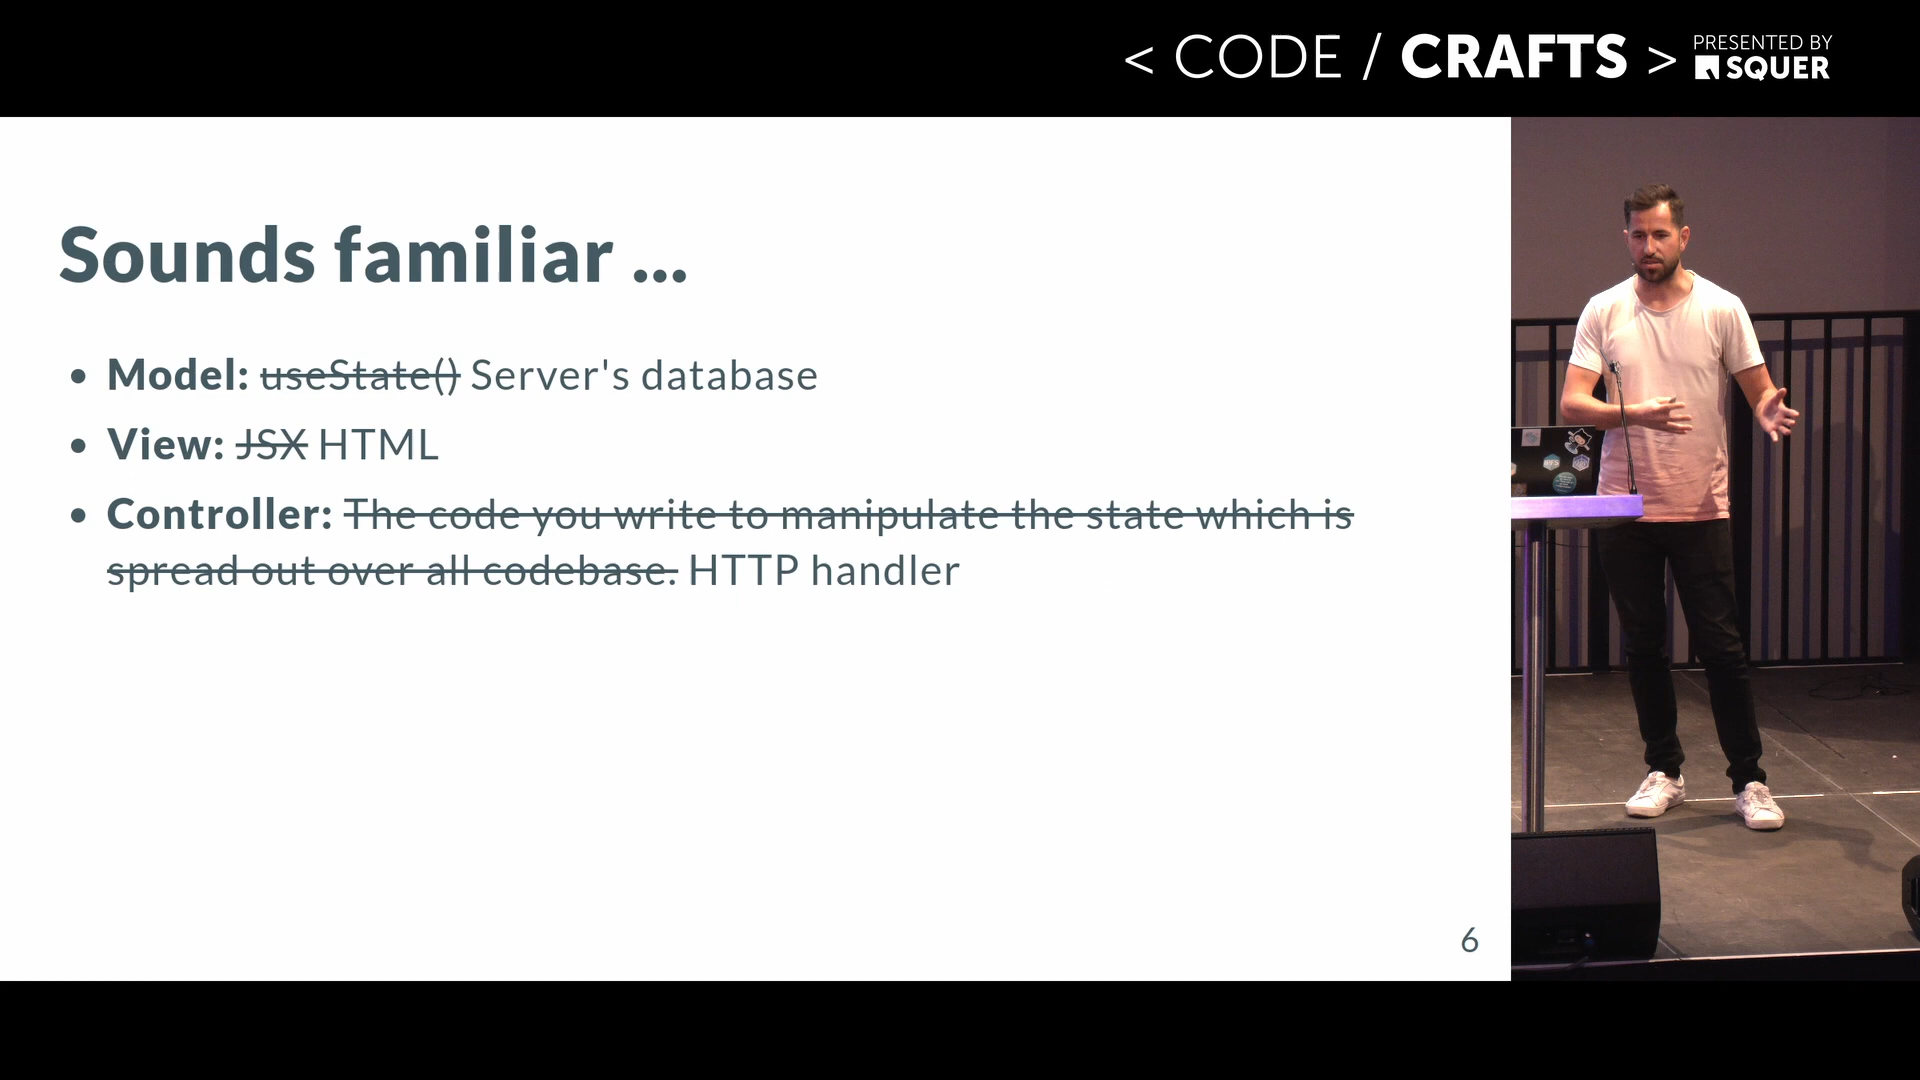 < CODE / CRAFTS > PRESENTED BY
SQUER
Sounds familiar ...
• Model: useState() Server's database
• View: JSX HTML
• Controller: The code you write to manipulate the state which is
spread out over all codebase. HTTP handler
6